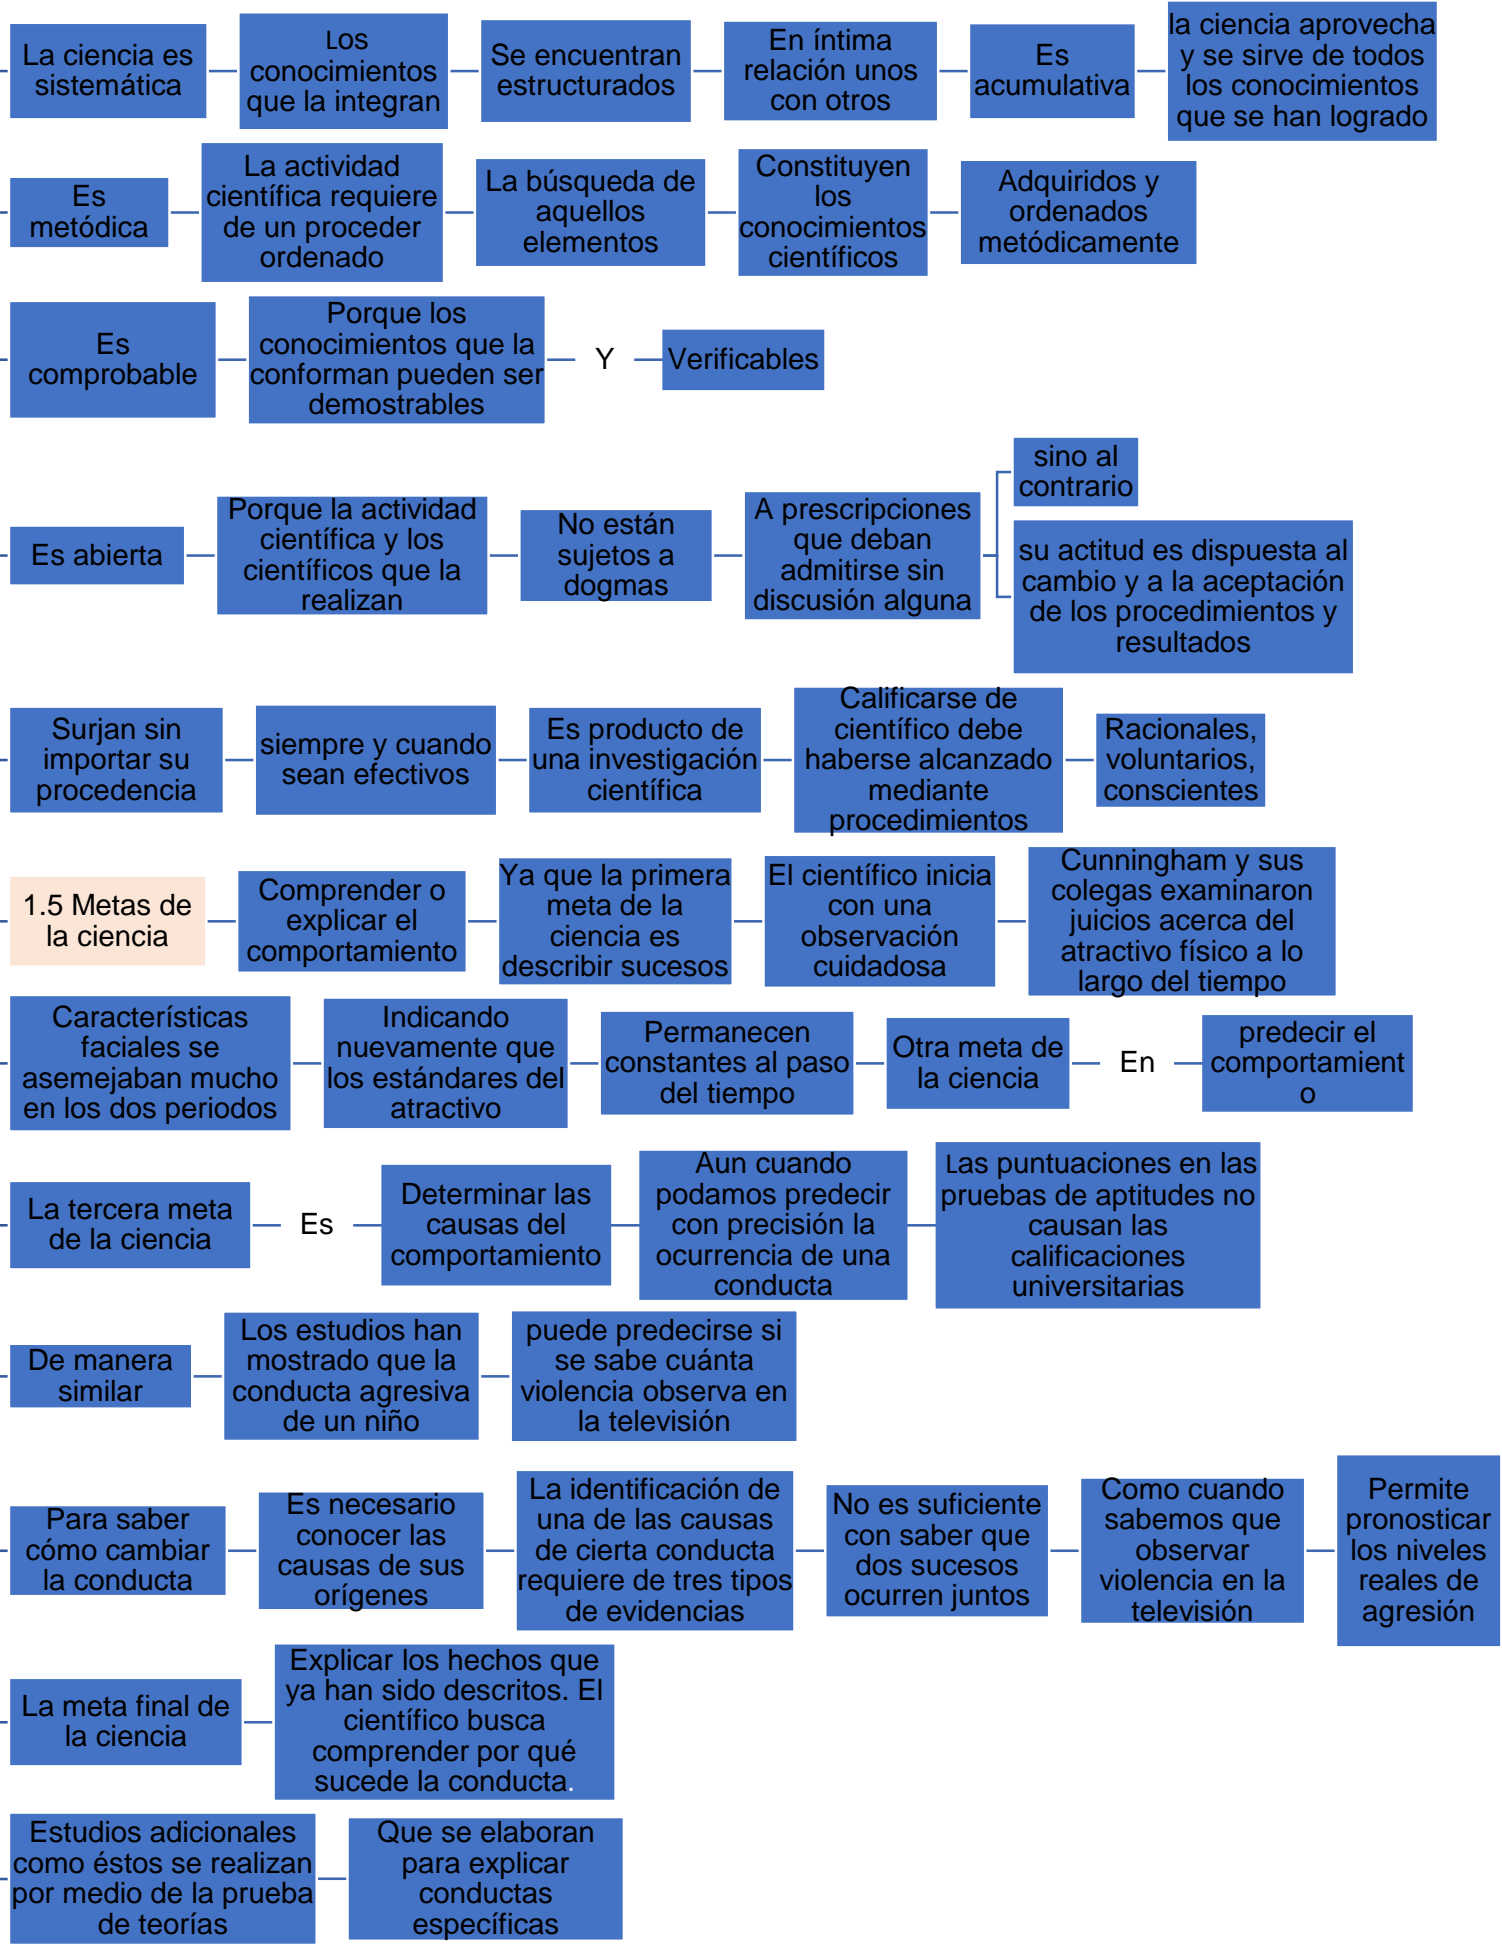 La ciencia es
sistemática
Los
conocimientos
que la integran
Se encuentran
estructurados
En íntima
relación unos
con otros
Es
acumulativa
la ciencia aprovecha
y se sirve de todos
los conocimientos
que se han logrado
Es
metódica
La actividad
científica requiere
de un proceder
ordenado
La búsqueda de
aquellos
elementos
Constituyen
los
conocimientos
científicos
Adquiridos y
ordenados
metódicamente
Es
comprobable
Porque los
conocimientos que la
conforman pueden ser
demostrables
Y
Verificables
Es abierta
Porque la actividad
científica y los
científicos que la
realizan
No están
sujetos a
dogmas
A prescripciones
que deban
admitirse sin
discusión alguna
sino al
contrario
su actitud es dispuesta al
cambio y a la aceptación
de los procedimientos y
resultados
Surjan sin
importar su
procedencia
siempre y cuando
sean efectivos
Es producto de
una investigación
científica
Calificarse de
científico debe
haberse alcanzado
mediante
procedimientos
Racionales,
voluntarios,
conscientes
1.5 Metas de
la ciencia
Comprender o
explicar el
comportamiento
Ya que la primera
meta de la
ciencia es
describir sucesos
El científico inicia
con una
observación
cuidadosa
Cunningham y sus
colegas examinaron
juicios acerca del
atractivo físico a lo
largo del tiempo
Características
faciales se
asemejaban mucho
en los dos periodos
Indicando
nuevamente que
los estándares del
atractivo
Permanecen
constantes al paso
del tiempo
Otra meta de
la ciencia
En
predecir el
comportamient
o
La tercera meta
de la ciencia
Es
Determinar las
causas del
comportamiento
Aun cuando
podamos predecir
con precisión la
ocurrencia de una
conducta
Las puntuaciones en las
pruebas de aptitudes no
causan las
calificaciones
universitarias
De manera
similar
Los estudios han
mostrado que la
conducta agresiva
de un niño
puede predecirse si
se sabe cuánta
violencia observa en
la televisión
Para saber
cómo cambiar
la conducta
Es necesario
conocer las
causas de sus
orígenes
La identificación de
una de las causas
de cierta conducta
requiere de tres tipos
de evidencias
No es suficiente
con saber que
dos sucesos
ocurren juntos
Como cuando
sabemos que
observar
violencia en la
televisión
Permite
pronosticar
los niveles
reales de
agresión
La meta final de
la ciencia
Explicar los hechos que
ya han sido descritos. El
científico busca
comprender por qué
sucede la conducta.
Estudios adicionales
como éstos se realizan
por medio de la prueba
de teorías
Que se elaboran
para explicar
conductas
específicas